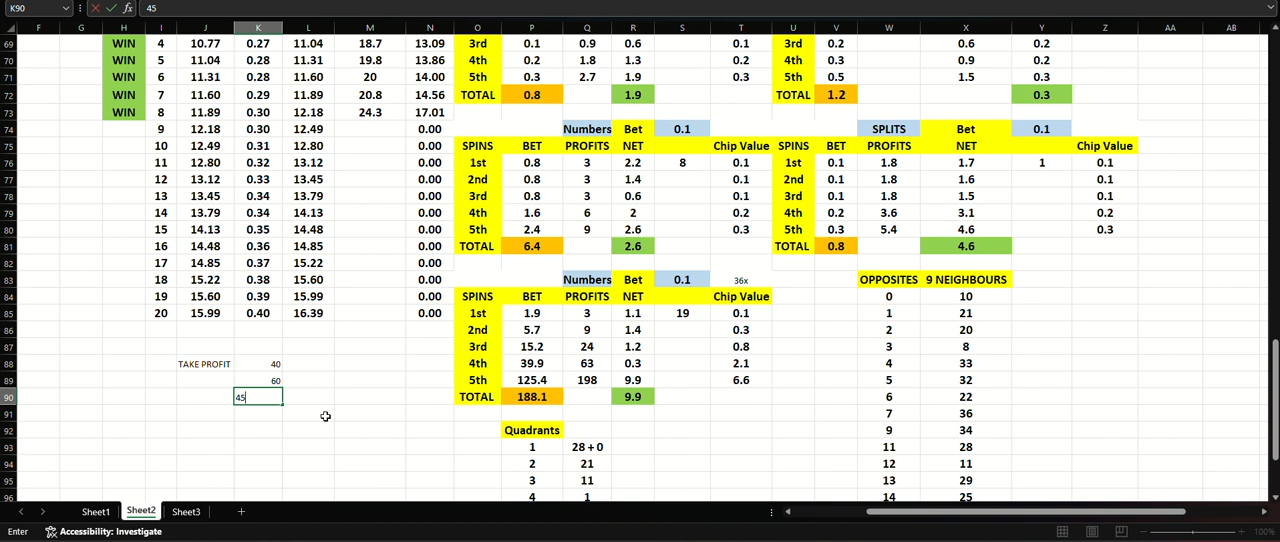 K90 fx 45
F G H I J K L M N O P Q R S T U V W X Y Z AA AB
69 WIN 4 10.77 0.27 11.04 18.7 13.09 3rd 0.1 0.9 0.6 0.1 3rd 0.2 0.6 0.2
70 WIN 5 11.04 0.28 11.31 19.8 13.86 4th 0.2 1.8 1.3 0.2 4th 0.3 0.9 0.2
71 WIN 6 11.31 0.28 11.60 20 14.00 5th 0.3 2.7 1.9 0.3 5th 0.5 1.5 0.3
72 WIN 7 11.60 0.29 11.89 20.8 14.56 TOTAL 0.8 1.9 TOTAL 1.2 0.3
73 WIN 8 11.89 0.30 12.18 24.3 17.01
74 9 12.18 0.30 12.49 0.00 Numbers Bet 0.1 SPLITS Bet 0.1
75 10 12.49 0.31 12.80 0.00 SPINS BET PROFITS NET Chip Value SPINS BET PROFITS NET Chip Value
76 11 12.80 0.32 13.12 0.00 1st 0.8 3 2.2 8 0.1 1st 0.1 1.8 1.7 1 0.1
77 12 13.12 0.33 13.45 0.00 2nd 0.8 3 1.4 0.1 2nd 0.1 1.8 1.6 0.1
78 13 13.45 0.34 13.79 0.00 3rd 0.8 3 0.6 0.1 3rd 0.1 1.8 1.5 0.1
79 14 13.79 0.34 14.13 0.00 4th 1.6 6 2 0.2 4th 0.2 3.6 3.1 0.2
80 15 14.13 0.35 14.48 0.00 5th 2.4 9 2.6 0.3 5th 0.3 5.4 4.6 0.3
81 16 14.48 0.36 14.85 0.00 TOTAL 6.4 2.6 TOTAL 0.8 4.6
82 17 14.85 0.37 15.22 0.00
83 18 15.22 0.38 15.60 0.00 Numbers Bet 0.1 36x OPPOSITES 9 NEIGHBOURS
84 19 15.60 0.39 15.99 0.00 SPINS BET PROFITS NET Chip Value 0 10
85 20 15.99 0.40 16.39 0.00 1st 1.9 3 1.1 19 0.1 1 21
86 2nd 5.7 9 1.4 0.3 2 20
87 3rd 15.2 24 1.2 0.8 3 8
88 TAKE PROFIT 40 4th 39.9 63 0.3 2.1 4 33
89 60 5th 125.4 198 9.9 6.6 5 32
90 45 TOTAL 188.1 9.9 6 22
91 7 36
92 Quadrants 9 34
93 1 28 + 0 11 28
94 2 21 12 11
95 3 11 13 29
96 4 1 14 25
Sheet1 Sheet2 Sheet3
Enter Accessibility: Investigate 100%